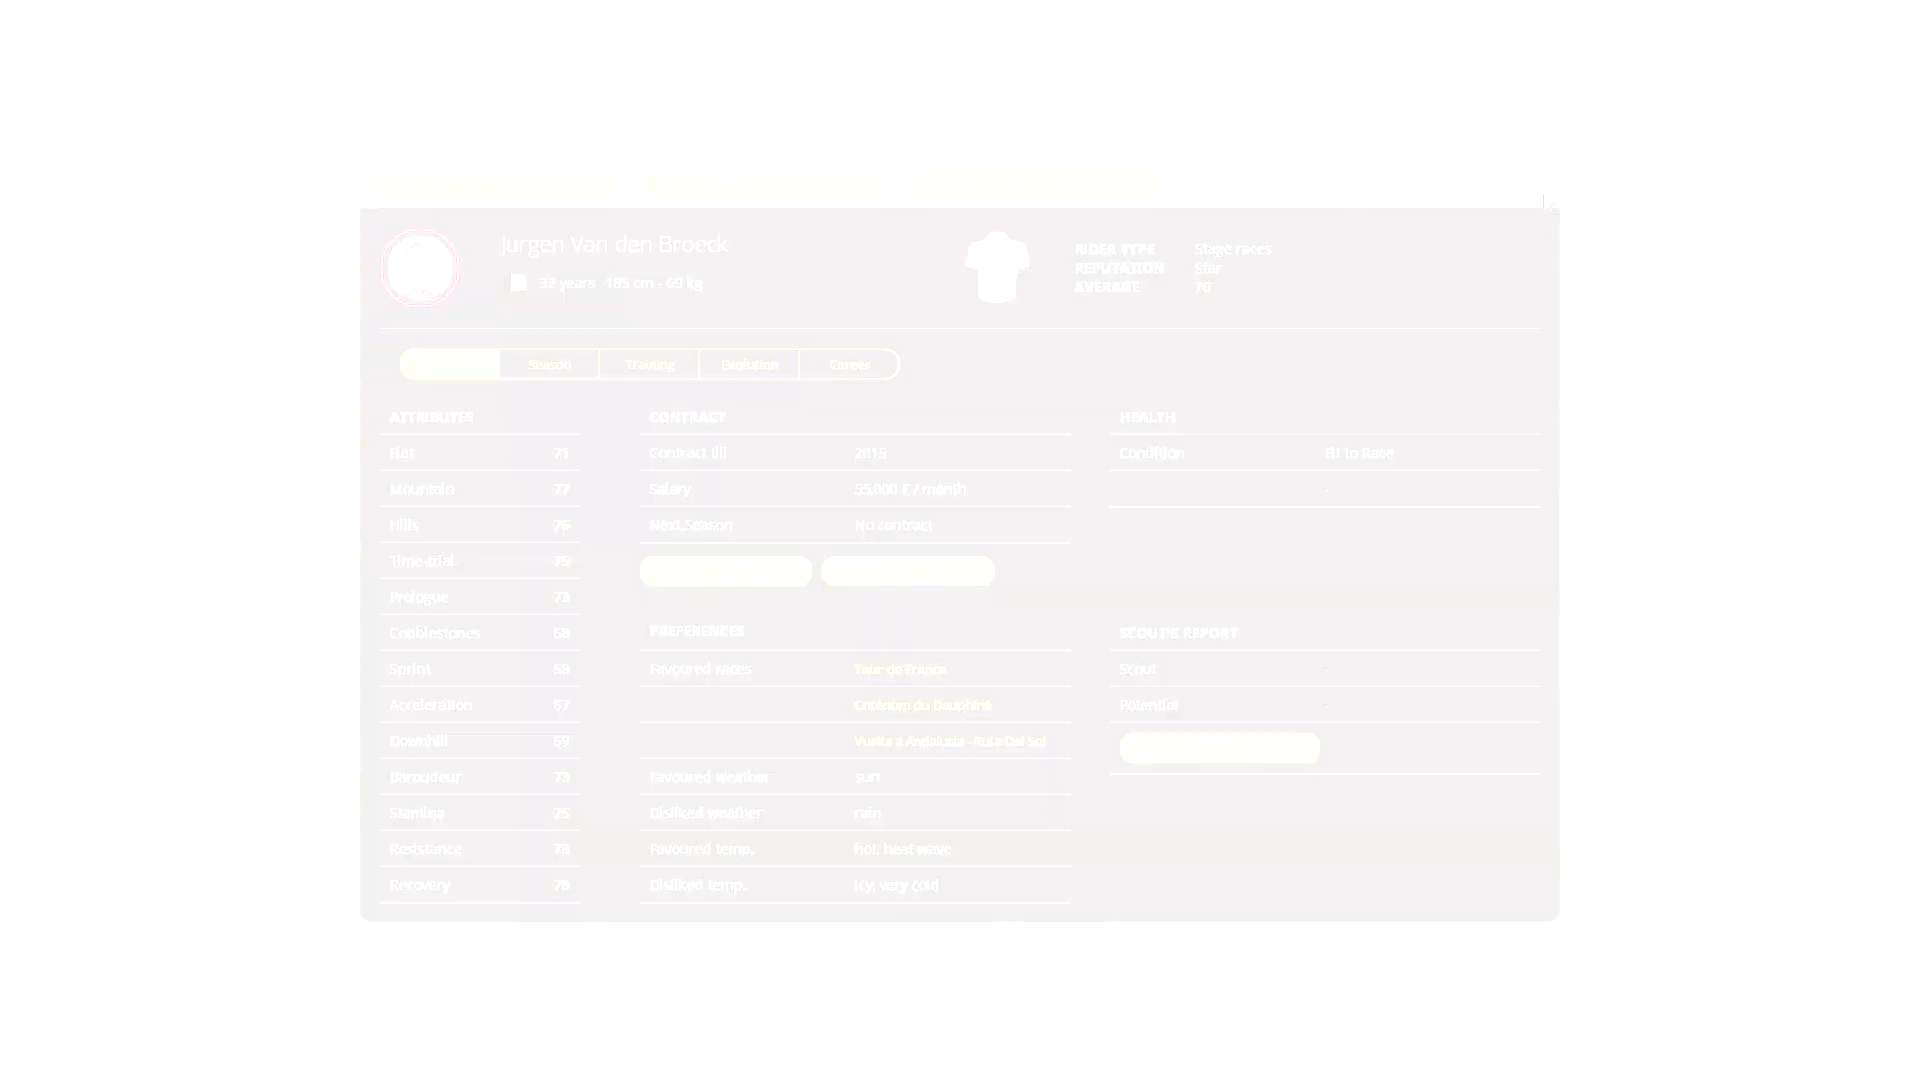 Jurgen Van den Broeck
32 years 185 cm - 69 kg
RIDER TYPE Stage races
REPUTATION Star
AVERAGE 76
Season Training Evolution Career
ATTRIBUTES
Flat 71
Mountain 77
Hills 76
Time-trial 75
Prologue 73
Cobblestones 68
Sprint
Acceleration 67
Downhill 69
Baroudeur 73
Stamina 75
Resistance
Recovery
CONTRACT
Contract till 2015
Salary 55,000 € / month
Next Season No contract
PREFERENCES
Favoured races Tour de France
Critérium du Dauphiné
Vuelta a Andalucia - Ruta Del Sol
Favoured weather sun
Disliked weather rain
Favoured temp. hot, heat wave
Disliked temp. icy, very cold
HEALTH
Condition Fit to Race
-
SCOUT'S REPORT
Scout -
Potential -